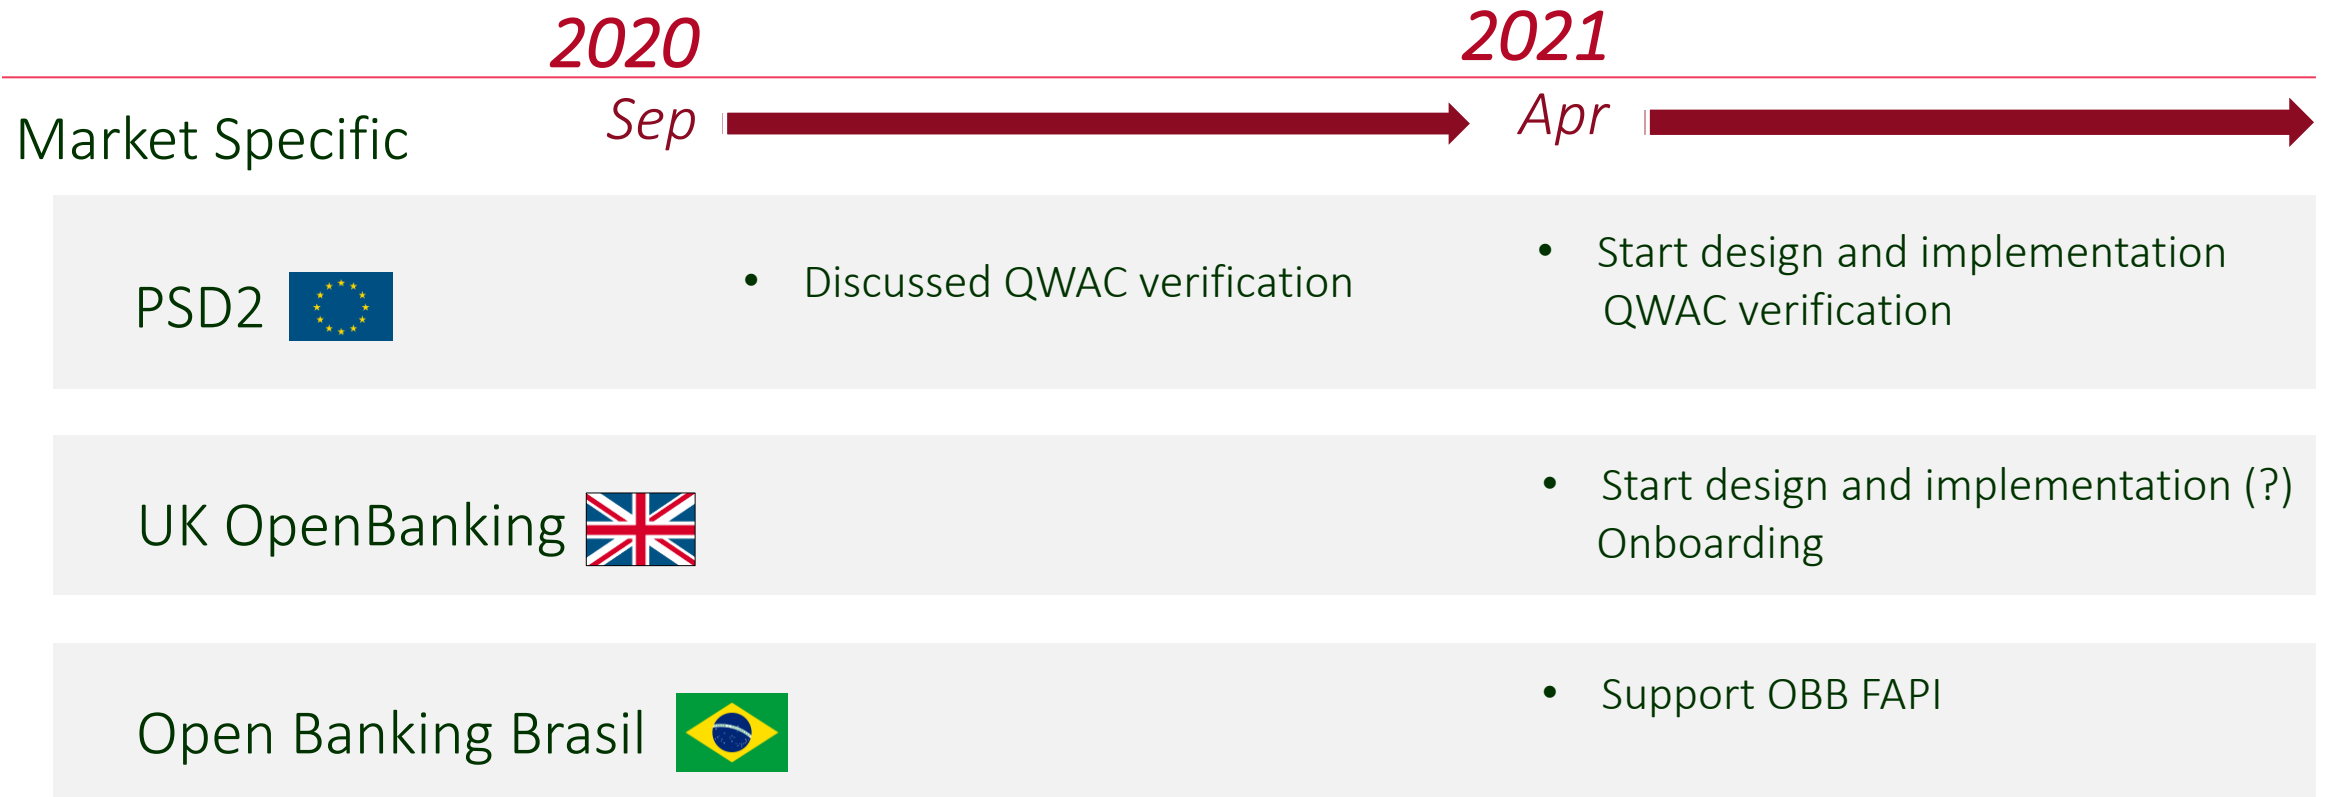 2020
2021
Sep
Apr
Market Specific
PSD2
• Discussed QWAC verification
• Start design and implementation
QWAC verification
UK OpenBanking
• Start design and implementation (?)
Onboarding
Open Banking Brasil
• Support OBB FAPI